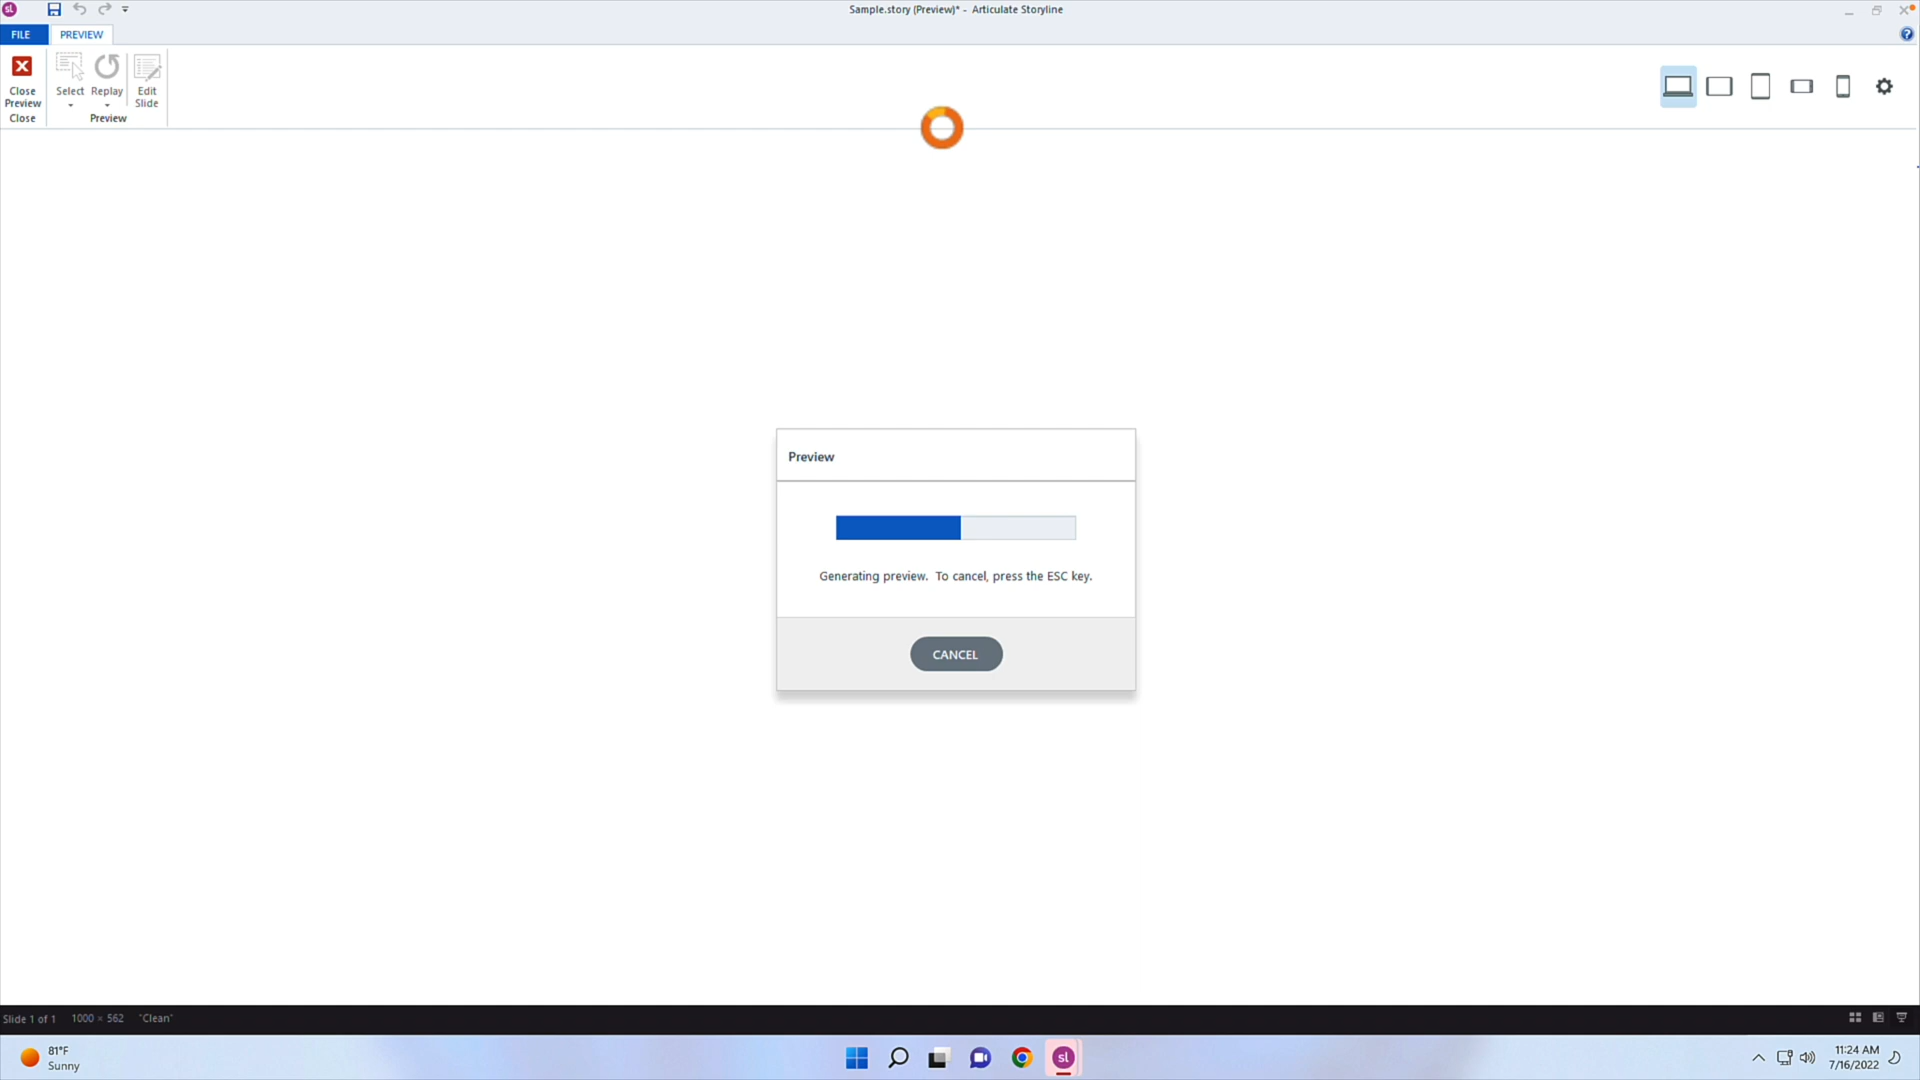 sl
Sample.story (Preview)* - Articulate Storyline
FILE
PREVIEW
?
Close
Preview
Select
Replay
Edit
Slide
Close
Preview
Preview
Generating preview. To cancel, press the ESC key.
CANCEL
Slide 1 of 1
1000 × 562
"Clean"
81°F
Sunny
sl
11:24 AM
7/16/2022